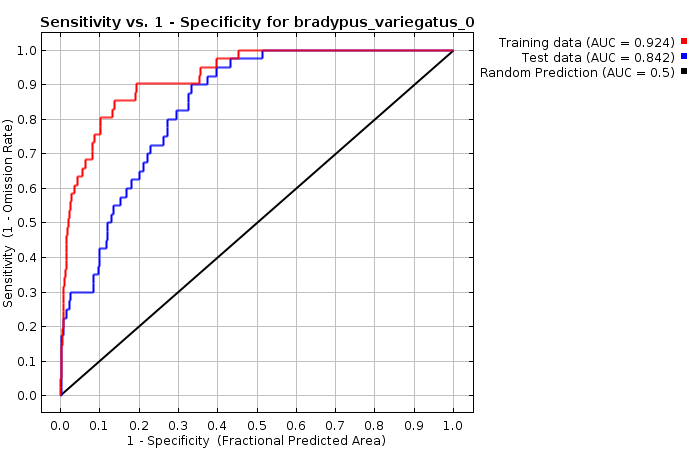 Sensitivity vs. 1 - Specificity for bradypus_variegatus_0
Training data (AUC = 0.924)
Test data (AUC = 0.842)
Random Prediction (AUC = 0.5)
Sensitivity (1 - Omission Rate)
1.0
0.9
0.8
0.7
0.6
0.5
0.4
0.3
0.2
0.1
0.0
0.0 0.1 0.2 0.3 0.4 0.5 0.6 0.7 0.8 0.9 1.0
1 - Specificity (Fractional Predicted Area)